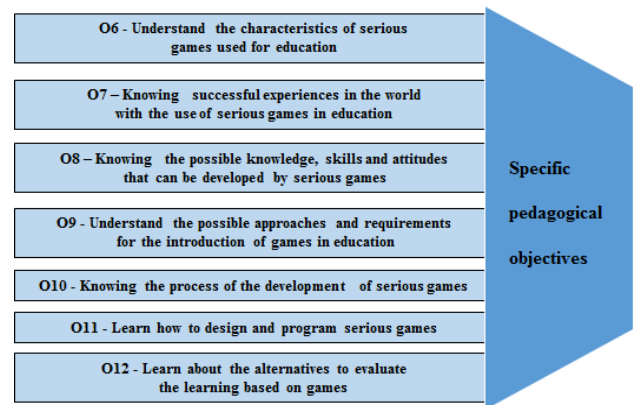 O6 - Understand the characteristics of serious
games used for education
O7 – Knowing successful experiences in the world
with the use of serious games in education
O8 – Knowing the possible knowledge, skills and attitudes
that can be developed by serious games
O9 - Understand the possible approaches and requirements
for the introduction of games in education
O10 - Knowing the process of the development of serious games
O11 - Learn how to design and program serious games
O12 - Learn about the alternatives to evaluate
the learning based on games
Specific
pedagogical
objectives